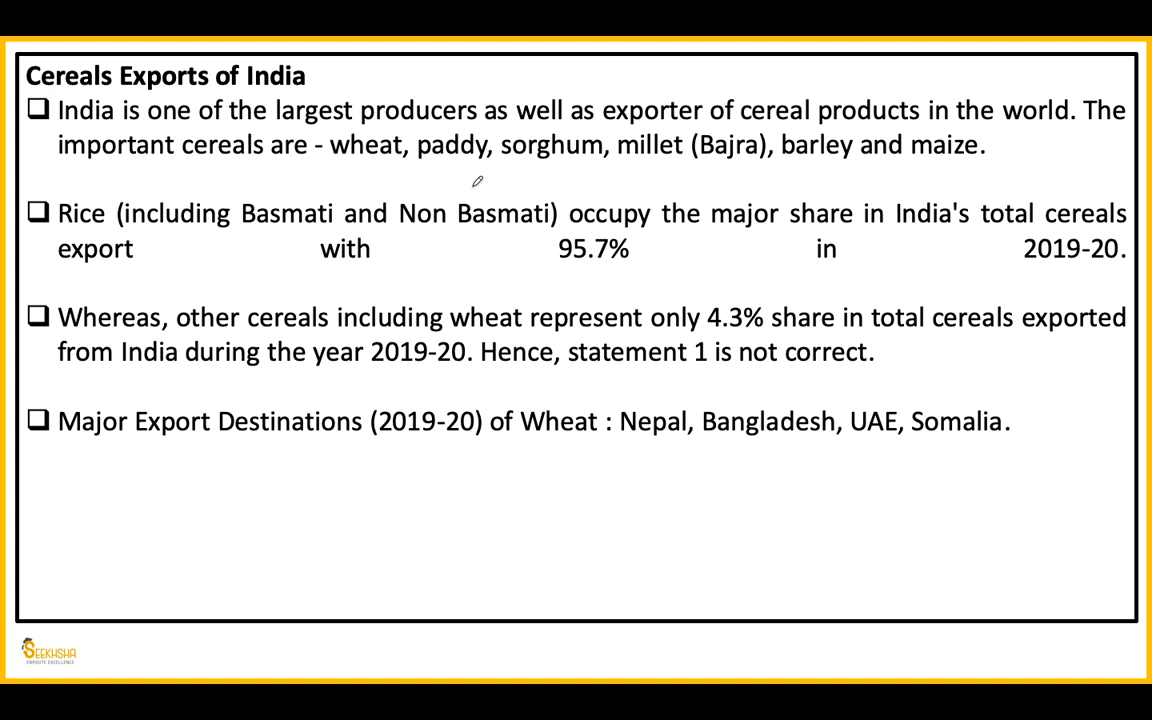 Cereals Exports of India
❑ India is one of the largest producers as well as exporter of cereal products in the world. The
important cereals are - wheat, paddy, sorghum, millet (Bajra), barley and maize.
❑ Rice (including Basmati and Non Basmati) occupy the major share in India's total cereals
export with 95.7% in 2019-20.
❑ Whereas, other cereals including wheat represent only 4.3% share in total cereals exported
from India during the year 2019-20. Hence, statement 1 is not correct.
❑ Major Export Destinations (2019-20) of Wheat : Nepal, Bangladesh, UAE, Somalia.
SEEKHSHA
ENROUTE EXCELLENCE